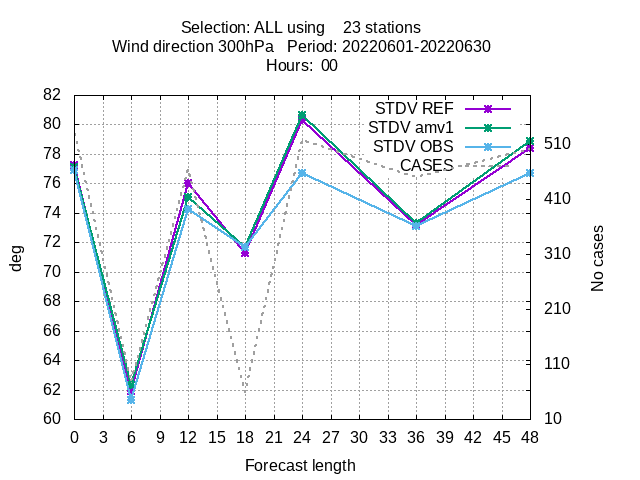 Selection: ALL using    23 stations
Wind direction 300hPa   Period: 20220601-20220630
Hours:  00
STDV REF
STDV amv1
STDV OBS
CASES
82
80
78
76
74
72
70
68
66
64
62
60
deg
510
410
310
210
110
10
No cases
0 3 6 9 12 15 18 21 24 27 30 33 36 39 42 45 48
Forecast length